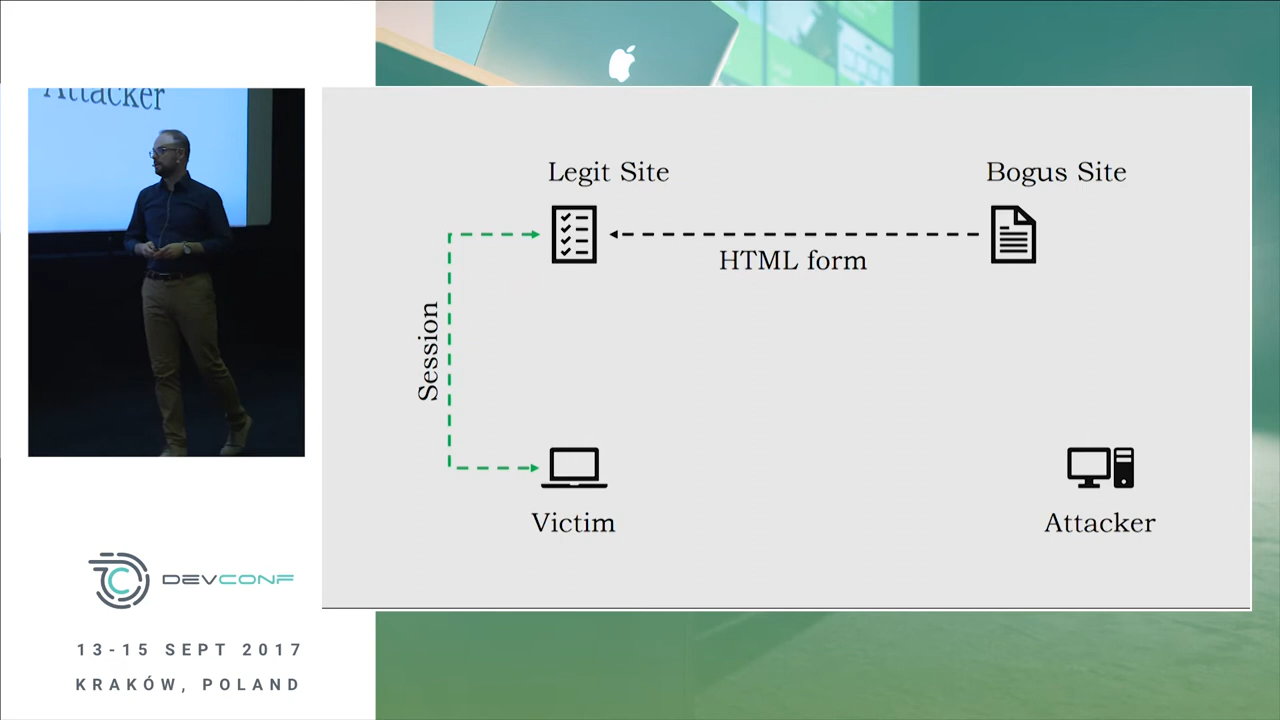 Attacker
Legit Site
Bogus Site
HTML form
Session
Victim
Attacker
DEVCONF
13-15 SEPT 2017
KRAKÓW, POLAND